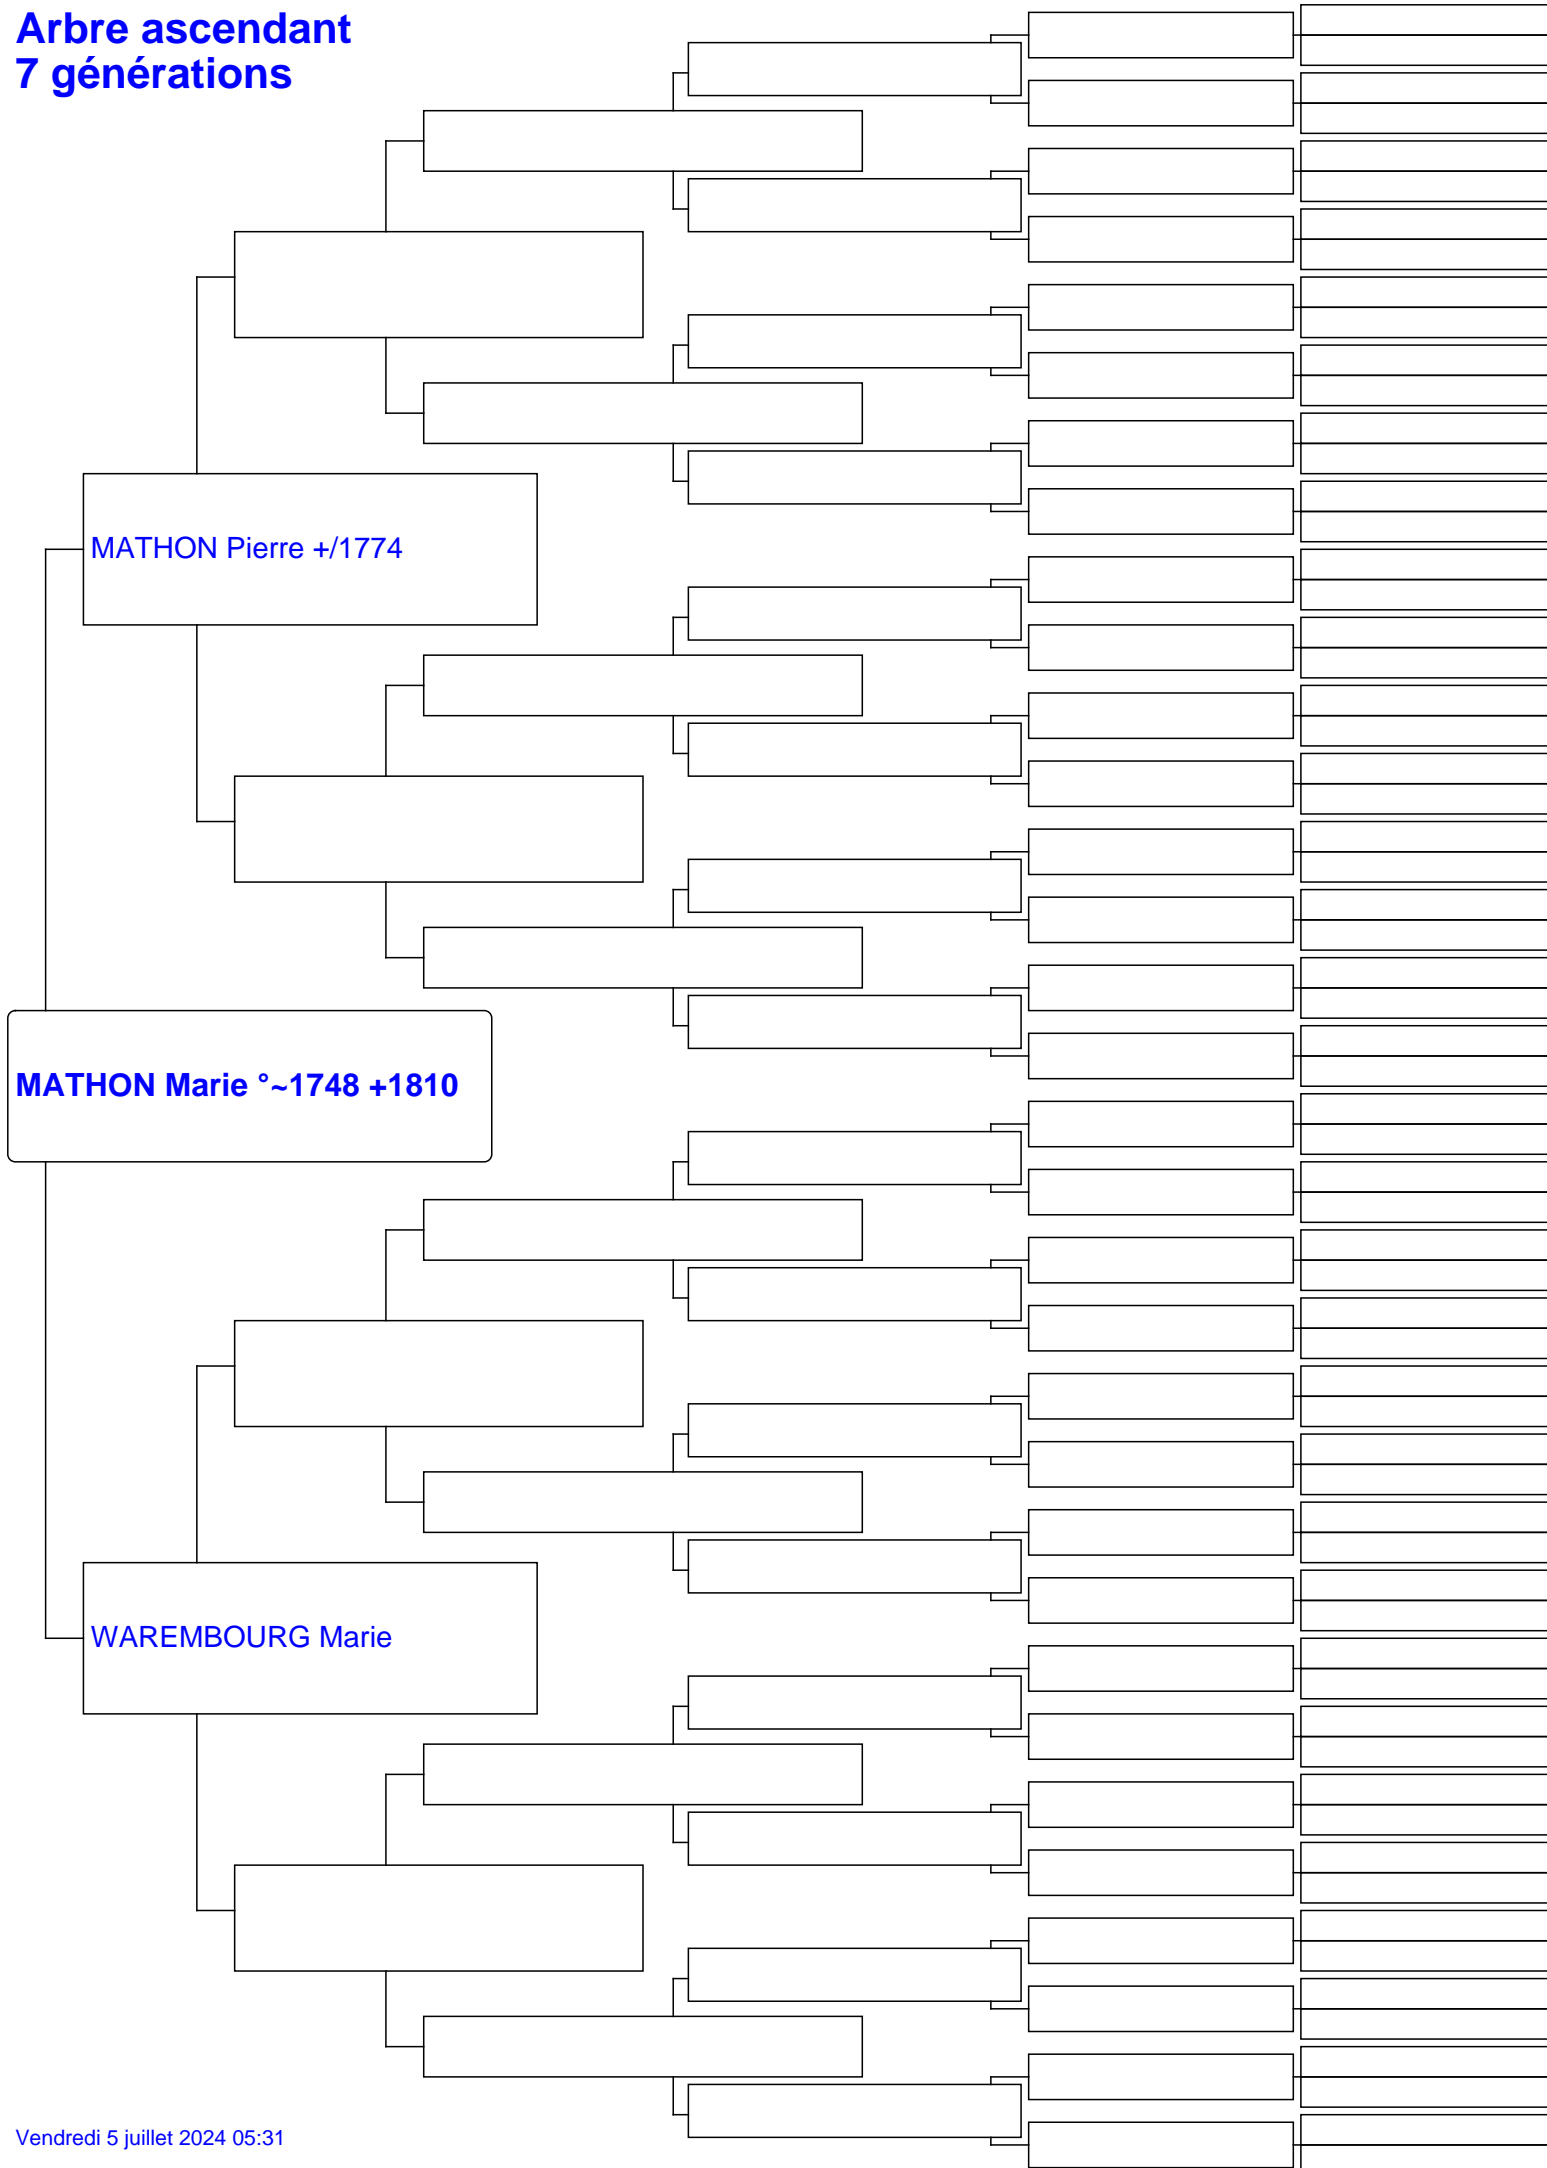 Arbre ascendant
7 générations
MATHON Pierre +/1774
MATHON Marie °~1748 +1810
WAREMBOURG Marie
Vendredi 5 juillet 2024 05:31